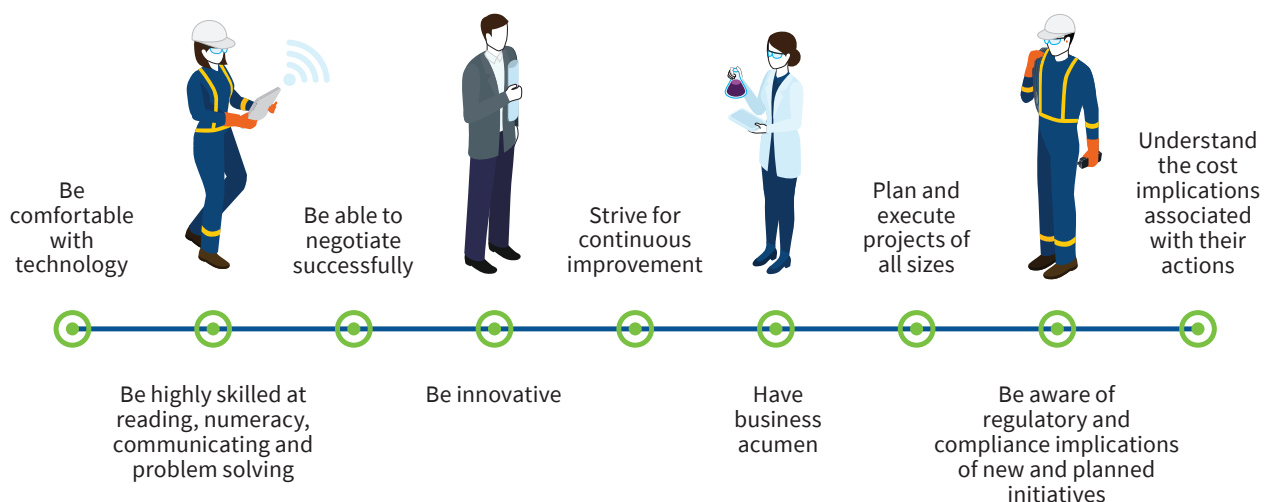 Be
comfortable
with
technology
Be highly skilled at
reading, numeracy,
communicating and
problem solving
Be able to
negotiate
successfully
Be innovative
Strive for
continuous
improvement
Have
business
acumen
Plan and
execute
projects of
all sizes
Be aware of
regulatory and
compliance implications
of new and planned
initiatives
Understand
the cost
implications
associated
with their
actions